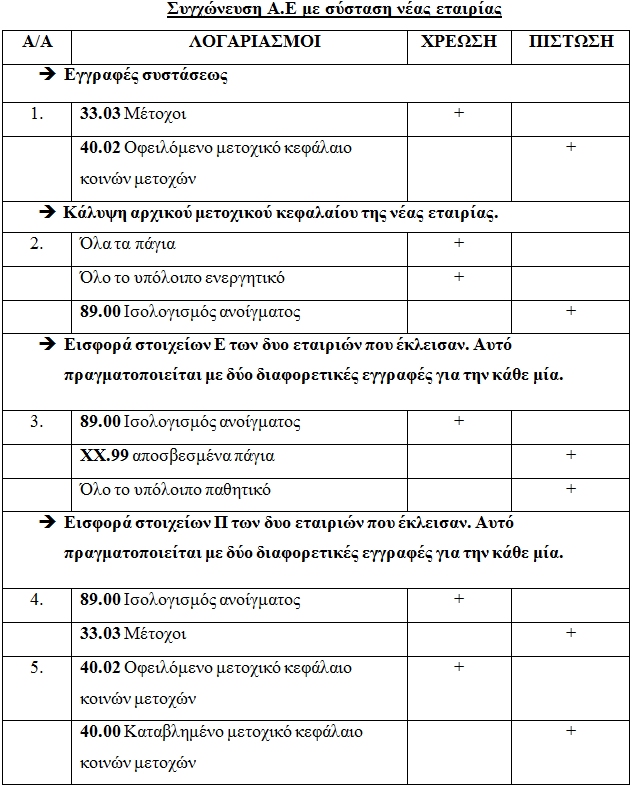 Συγχώνευση Α.Ε με σύσταση νέας εταιρίας
Α/Α ΛΟΓΑΡΙΑΣΜΟΙ ΧΡΕΩΣΗ ΠΙΣΤΩΣΗ
➔ Εγγραφές συστάσεως
1. 33.03 Μέτοχοι +
40.02 Οφειλόμενο μετοχικό κεφάλαιο +
κοινών μετοχών
➔ Κάλυψη αρχικού μετοχικού κεφαλαίου της νέας εταιρίας.
2. Όλα τα πάγια +
Όλο το υπόλοιπο ενεργητικό +
89.00 Ισολογισμός ανοίγματος +
➔ Εισφορά στοιχείων Ε των δυο εταιριών που έκλεισαν. Αυτό
πραγματοποιείται με δύο διαφορετικές εγγραφές για την κάθε μία.
3. 89.00 Ισολογισμός ανοίγματος +
ΧΧ.99 αποσβεσμένα πάγια +
Όλο το υπόλοιπο παθητικό +
➔ Εισφορά στοιχείων Π των δυο εταιριών που έκλεισαν. Αυτό
πραγματοποιείται με δύο διαφορετικές εγγραφές για την κάθε μία.
4. 89.00 Ισολογισμός ανοίγματος +
33.03 Μέτοχοι +
5. 40.02 Οφειλόμενο μετοχικό κεφάλαιο +
κοινών μετοχών
40.00 Καταβλημένο μετοχικό κεφάλαιο +
κοινών μετοχών